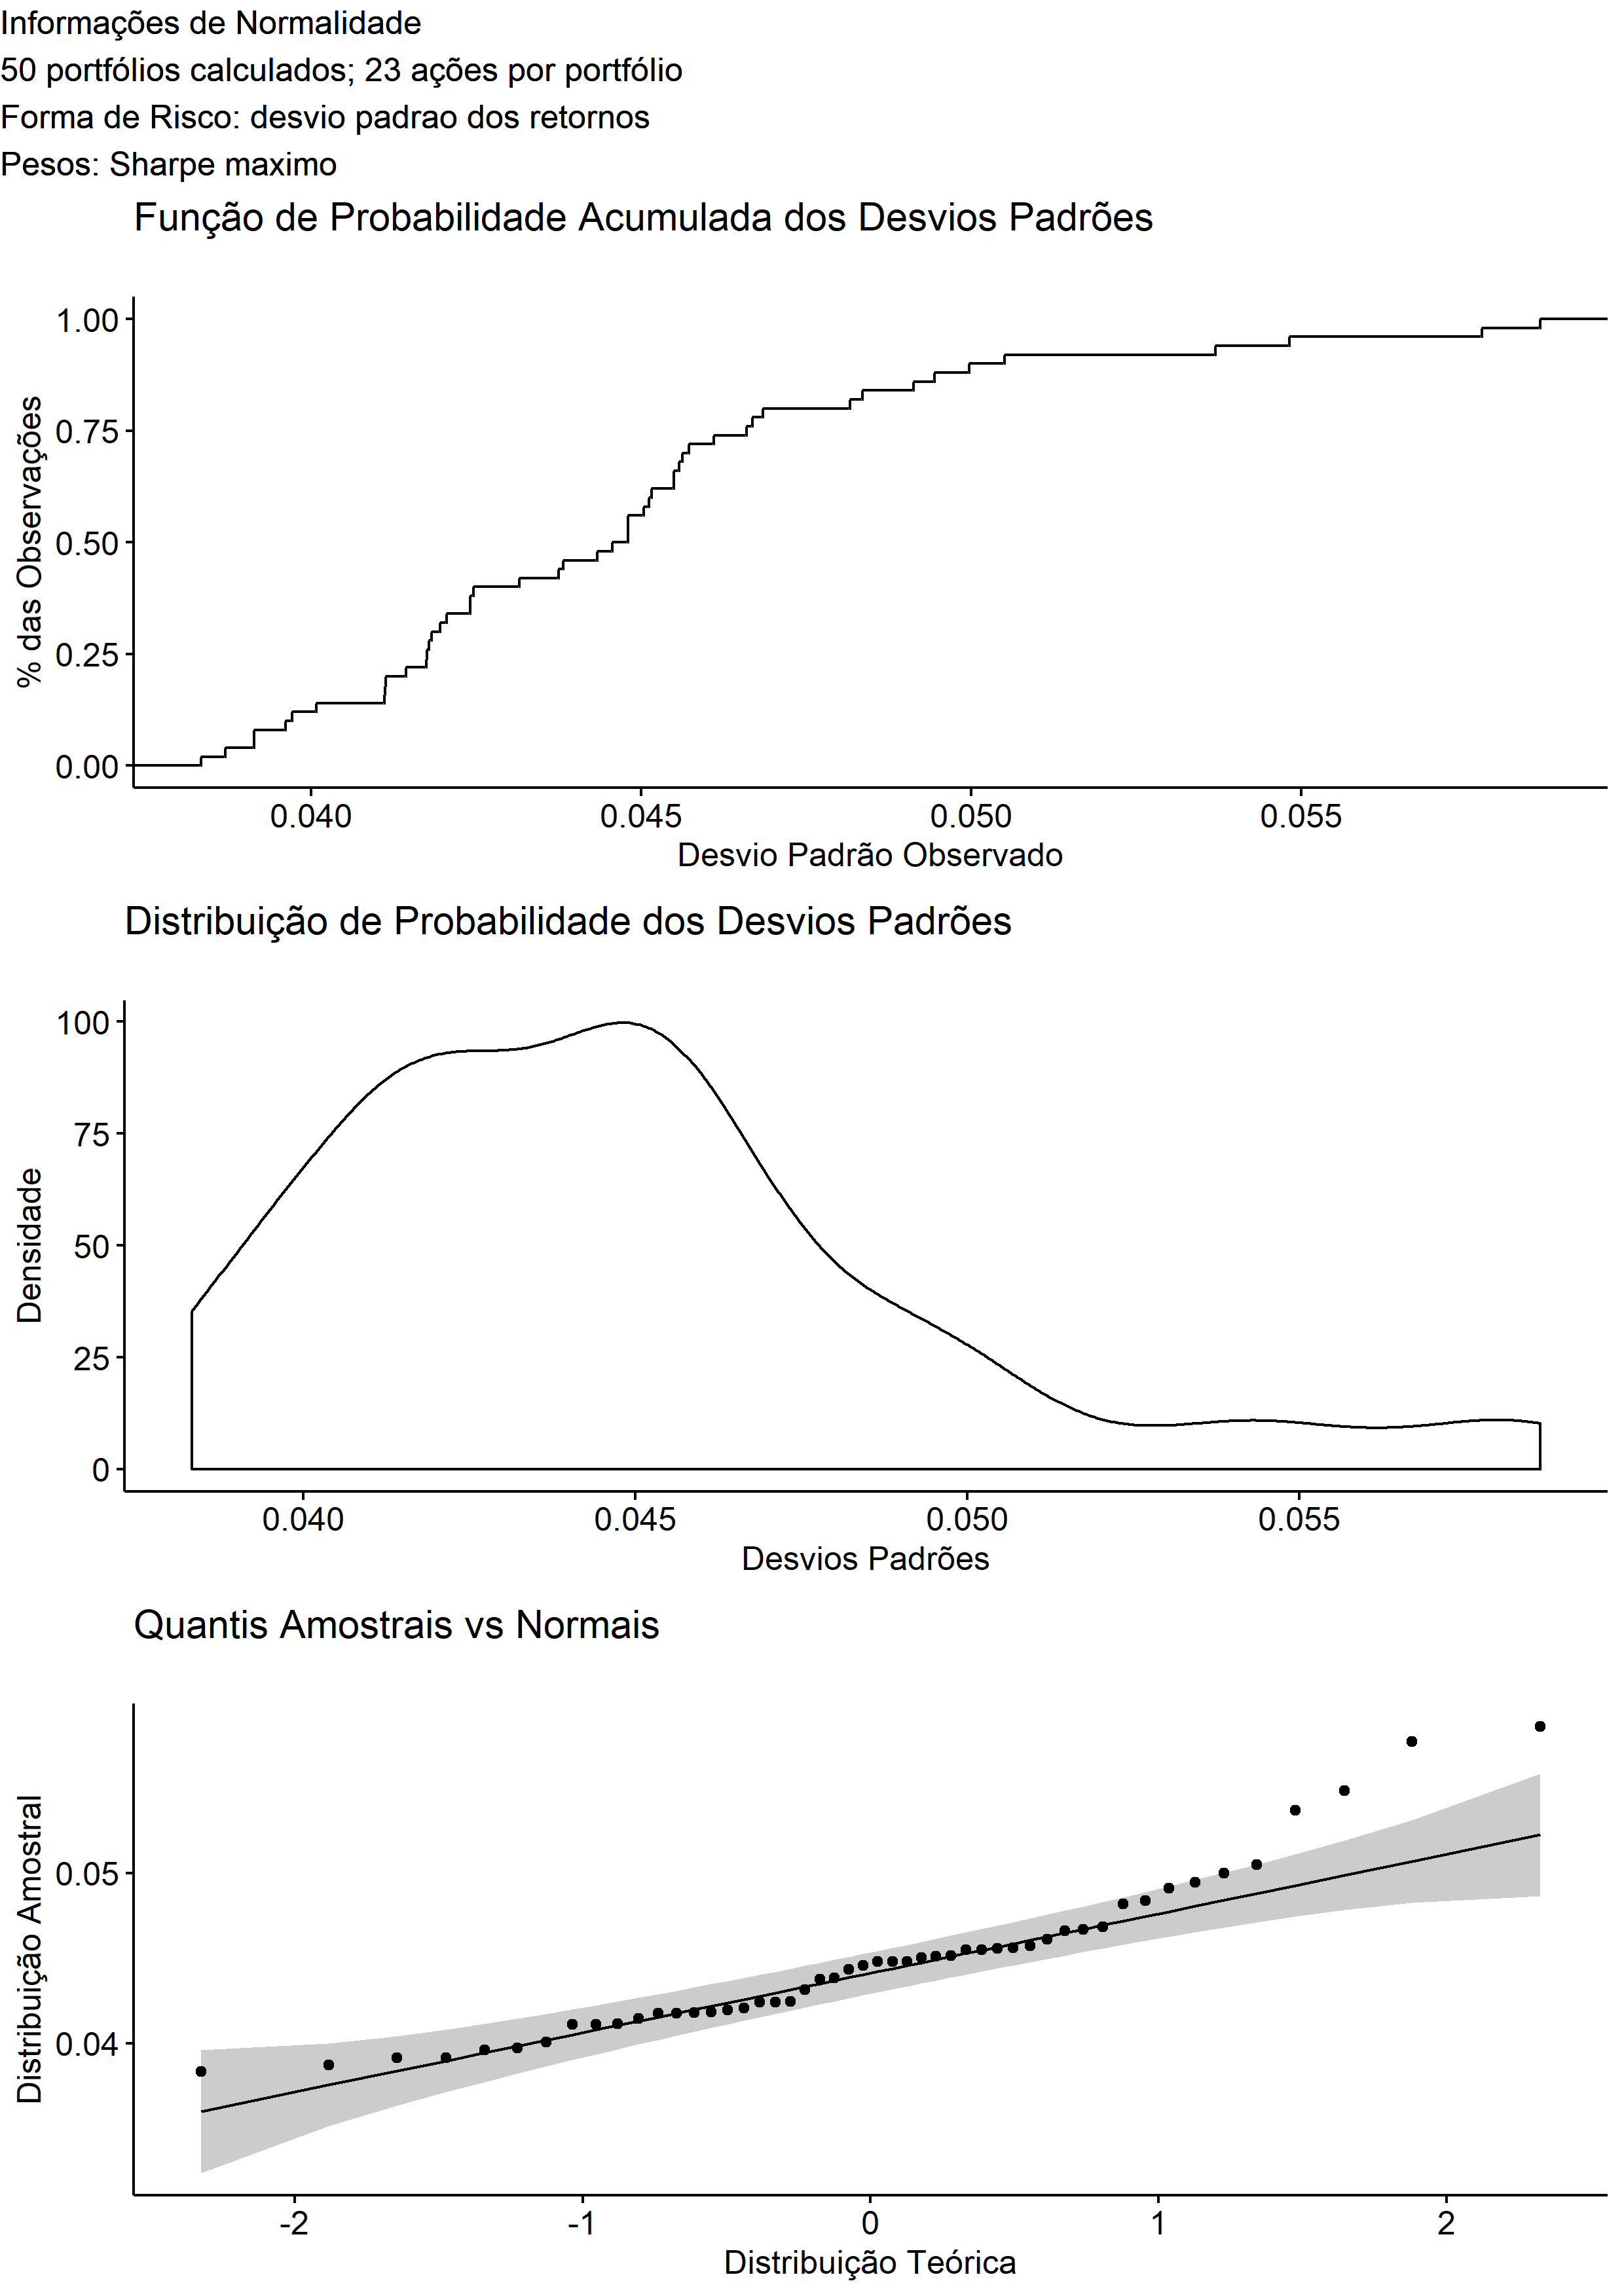 Informações de Normalidade
50 portfólios calculados; 23 ações por portfólio
Forma de Risco: desvio padrao dos retornos
Pesos: Sharpe maximo
Função de Probabilidade Acumulada dos Desvios Padrões
% das Observações
1.00
0.75
0.50
0.25
0.00
0.040 0.045 0.050 0.055
Desvio Padrão Observado
Distribuição de Probabilidade dos Desvios Padrões
Densidade
100
75
50
25
0
0.040 0.045 0.050 0.055
Desvios Padrões
Quantis Amostrais vs Normais
Distribuição Amostral
0.05
0.04
-2 -1 0 1 2
Distribuição Teórica